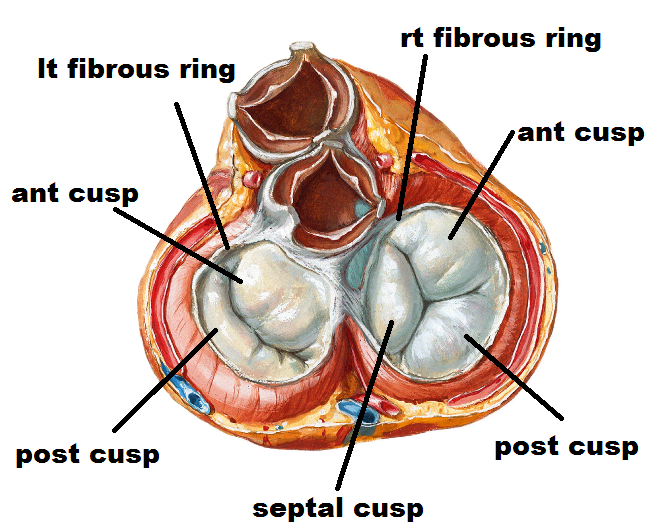 rt fibrous ring
lt fibrous ring
ant cusp
ant cusp
post cusp
post cusp
septal cusp